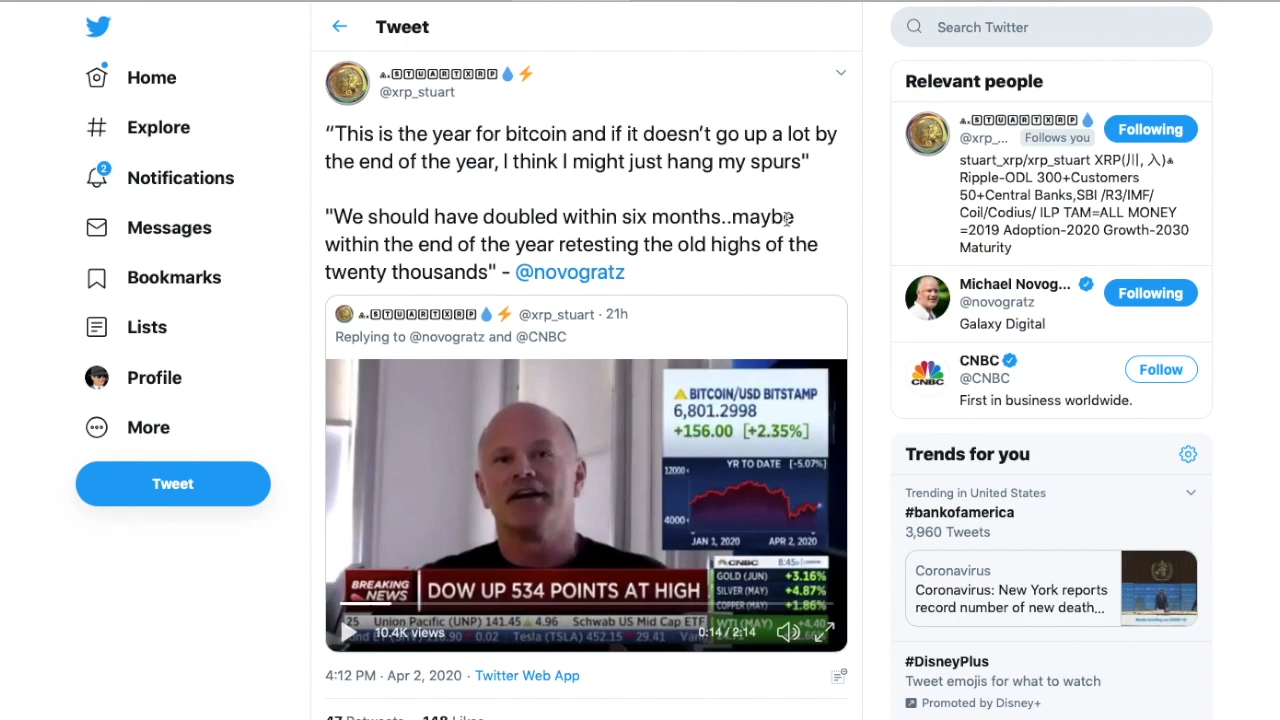 Home
Explore
2
Notifications
Messages
Bookmarks
Lists
Profile
More
Tweet
Tweet
🅂🅃🅄🄰🅁🅃🅇🅁🄿💧⚡
@xrp_stuart
“This is the year for bitcoin and if it doesn’t go up a lot by
the end of the year, I think I might just hang my spurs"
"We should have doubled within six months..maybe
within the end of the year retesting the old highs of the
twenty thousands" - @novogratz
🅂🅃🅄🄰🅁🅃🅇🅁🄿💧⚡ @xrp_stuart · 21h
Replying to @novogratz and @CNBC
BITCOIN/USD BITSTAMP
6,801.2998
+156.00 [+2.35%]
YR TO DATE [-5.07%]
12000
4000
JAN 1, 2020 APR 2, 2020
CNBC 8:45
BREAKING
NEWS
DOW UP 534 POINTS AT HIGH
GOLD (JUN) +3.16%
SILVER (MAY) +4.87%
COPPER (MAY) +1.86%
WTI (MAY) +4.40
25 Union Pacific (UNP) 141.45 4.96 Schwab US Mid Cap ETF
0.02 Tesla (TSLA) 452.15 29.41
10.4K views
0:14 / 2:14
4:12 PM · Apr 2, 2020 · Twitter Web App
47 Retweets 148 Likes
Search Twitter
Relevant people
🅂🅃🅄🄰🅁🅃🅇🅁🄿💧
@xrp_... Follows you
Following
stuart_xrp/xrp_stuart XRP(川, 入)
Ripple-ODL 300+Customers
50+Central Banks,SBI /R3/IMF/
Coil/Codius/ ILP TAM=ALL MONEY
=2019 Adoption-2020 Growth-2030
Maturity
Michael Novog...
@novogratz
Following
Galaxy Digital
CNBC
@CNBC
Follow
First in business worldwide.
CNBC
Trends for you
Trending in United States
#bankofamerica
3,960 Tweets
Coronavirus
Coronavirus: New York reports
record number of new death...
#DisneyPlus
Tweet emojis for what to watch
Promoted by Disney+